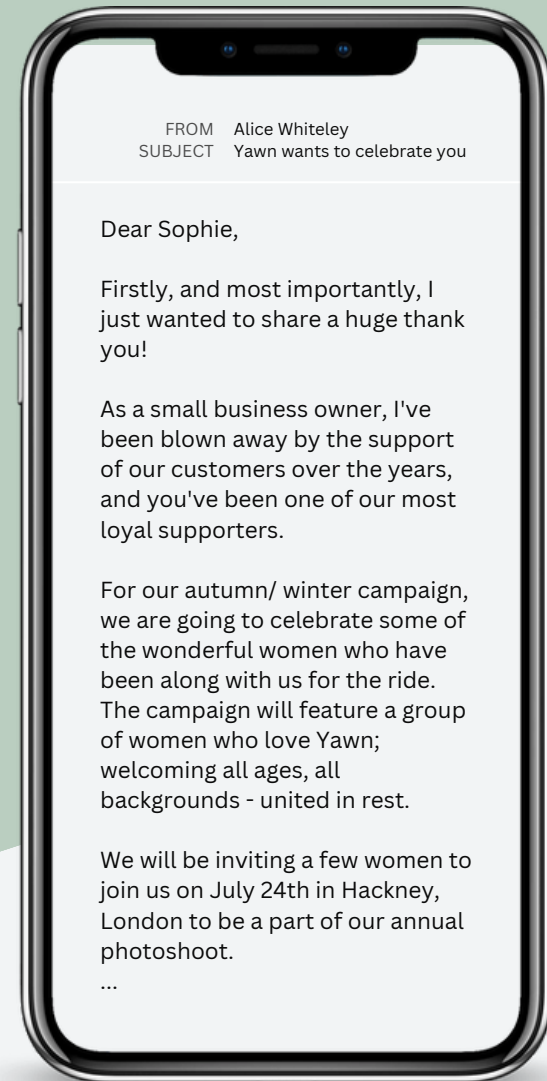 FROM Alice Whiteley
SUBJECT Yawn wants to celebrate you
Dear Sophie,
Firstly, and most importantly, I
just wanted to share a huge thank
you!
As a small business owner, I've
been blown away by the support
of our customers over the years,
and you've been one of our most
loyal supporters.
For our autumn/ winter campaign,
we are going to celebrate some of
the wonderful women who have
been along with us for the ride.
The campaign will feature a group
of women who love Yawn;
welcoming all ages, all
backgrounds - united in rest.
We will be inviting a few women to
join us on July 24th in Hackney,
London to be a part of our annual
photoshoot.
...